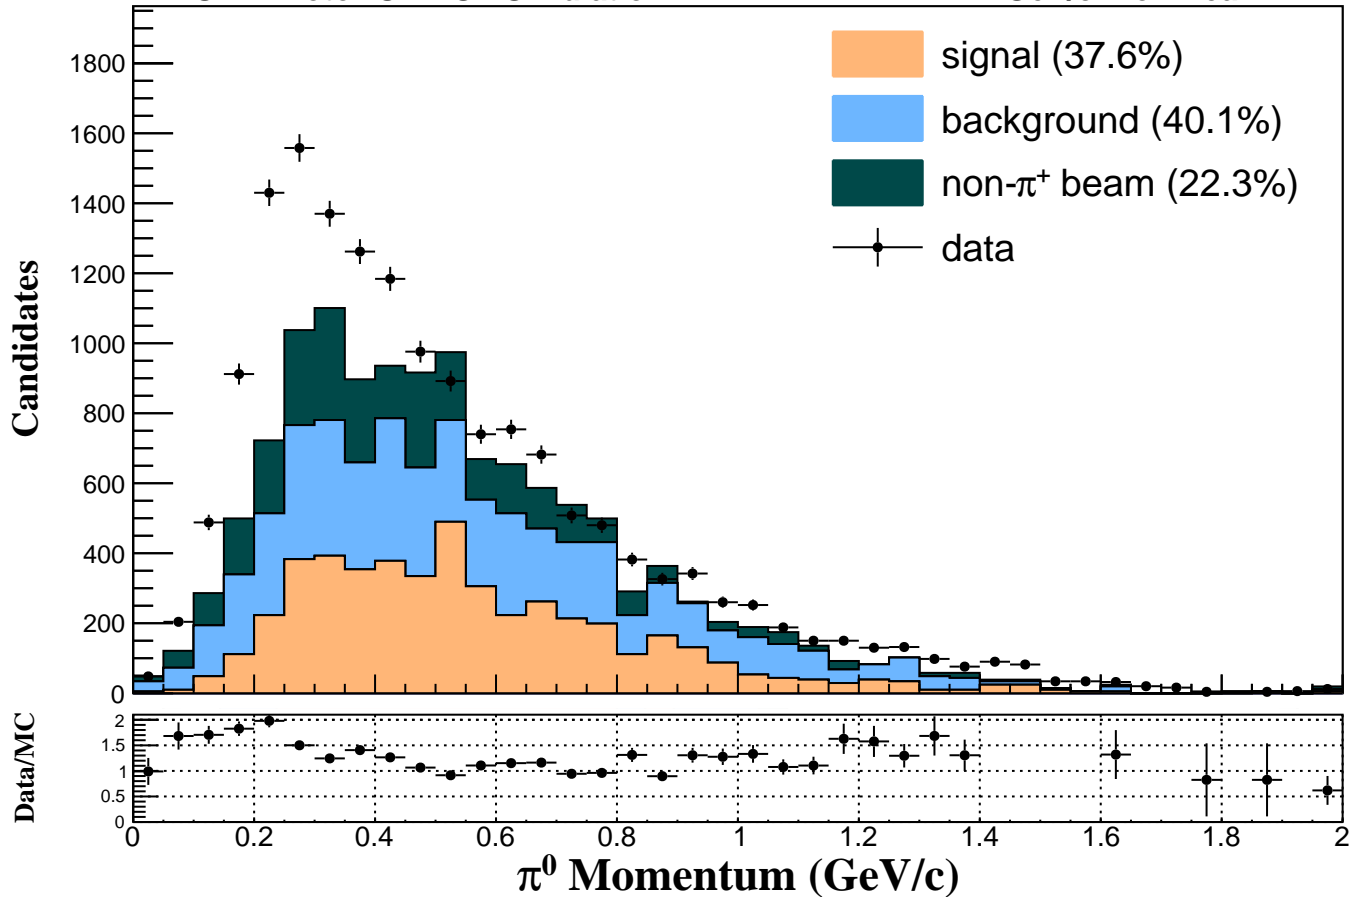 signal (37.6%)
background (40.1%)
non-π⁺ beam (22.3%)
data
Candidates
1800
1600
1400
1200
1000
800
600
400
200
0
Data/MC
2
1.5
1
0.5
0
0 0.2 0.4 0.6 0.8 1 1.2 1.4 1.6 1.8 2
π⁰ Momentum (GeV/c)